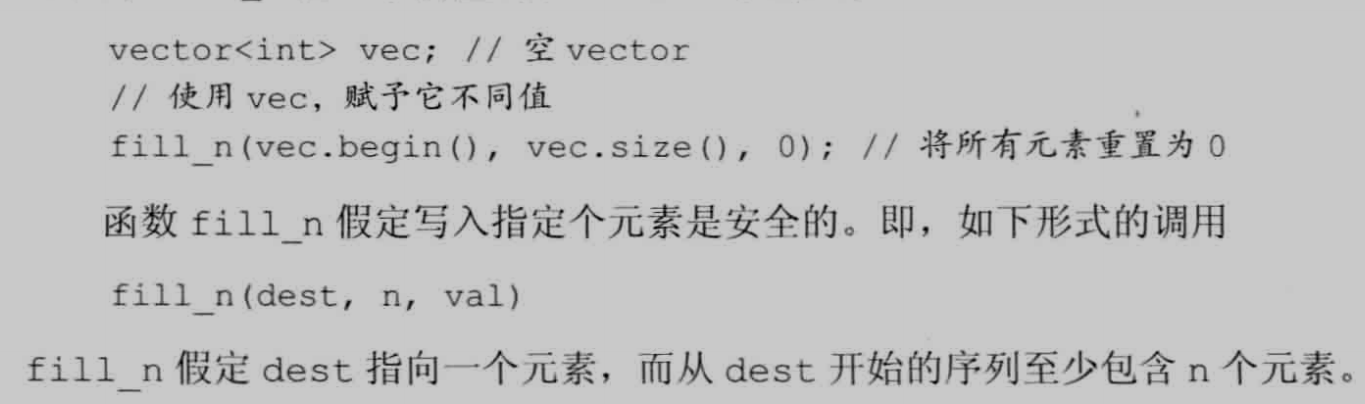 vector<int> vec; // 空 vector
// 使用 vec, 赋予它不同值
fill_n(vec.begin(), vec.size(), 0); // 将所有元素重置为 0
函数 fill_n 假定写入指定个元素是安全的。即，如下形式的调用
fill_n(dest, n, val)
fill_n 假定 dest 指向一个元素，而从 dest 开始的序列至少包含 n 个元素。